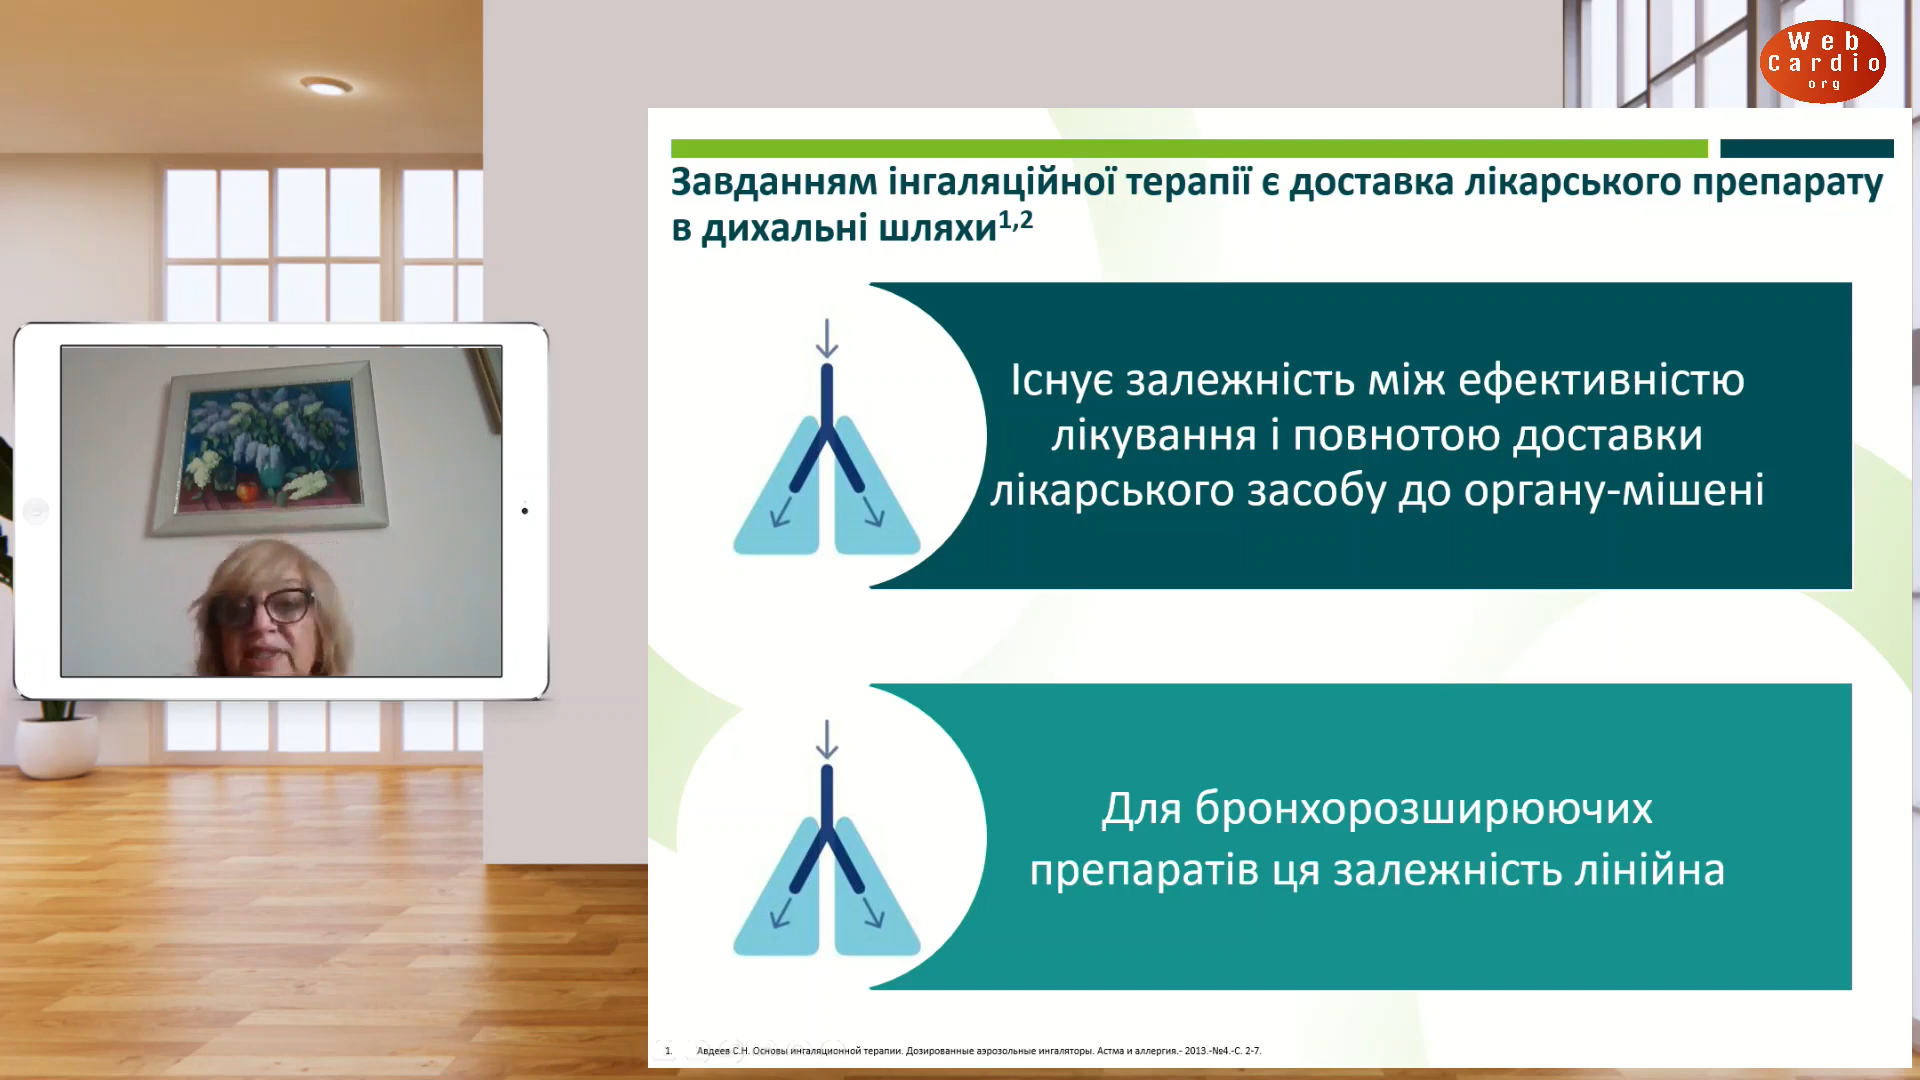 Web
Cardio
org
Завданням інгаляційної терапії є доставка лікарського препарату
в дихальні шляхи1,2
Існує залежність між ефективністю
лікування і повнотою доставки
лікарського засобу до органу-мішені
Для бронхорозширюючих
препаратів ця залежність лінійна
1. Авдеев С.Н. Основы ингаляционной терапии. Дозированные аэрозольные ингаляторы. Астма и аллергия.- 2013.-№4.-С. 2-7.